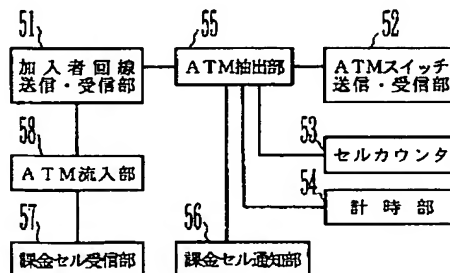 51
加入者回線
送信・受信部
55
ATM抽出部
52
ATMスイッチ
送信・受信部
53
セルカウンタ
54
計時部
58
ATM流入部
57
課金セル受信部
56
課金セル通知部